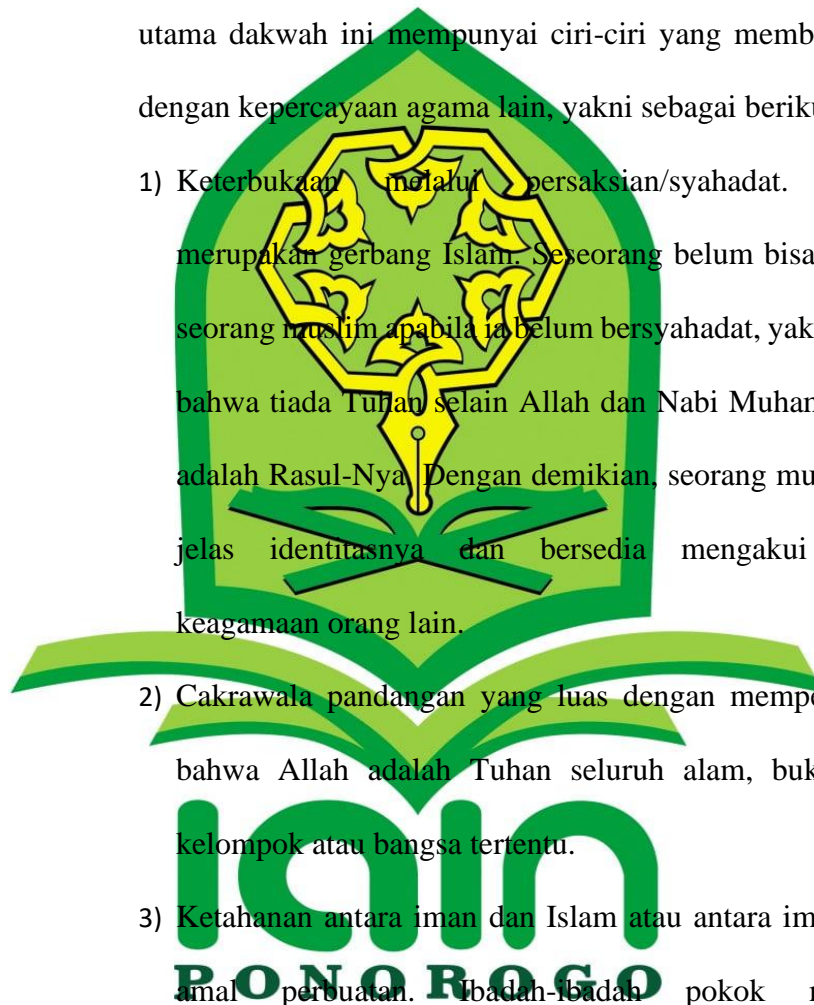 utama dakwah ini mempunyai ciri-ciri yang memb
dengan kepercayaan agama lain, yakni sebagai beriku
1) Keterbukaan melalui persaksian/syahadat.
merupakan gerbang Islam. Seseorang belum bisa
seorang muslim apabila ia belum bersyahadat, yak
bahwa tiada Tuhan selain Allah dan Nabi Muham
adalah Rasul-Nya. Dengan demikian, seorang mu
jelas identitasnya dan bersedia mengakui
keagamaan orang lain.
2) Cakrawala pandangan yang luas dengan mempe
bahwa Allah adalah Tuhan seluruh alam, buk
kelompok atau bangsa tertentu.
iain
3) Ketahanan antara iman dan Islam atau antara im
PONOROGO
amal perbuatan. Ibadah-ibadah pokok